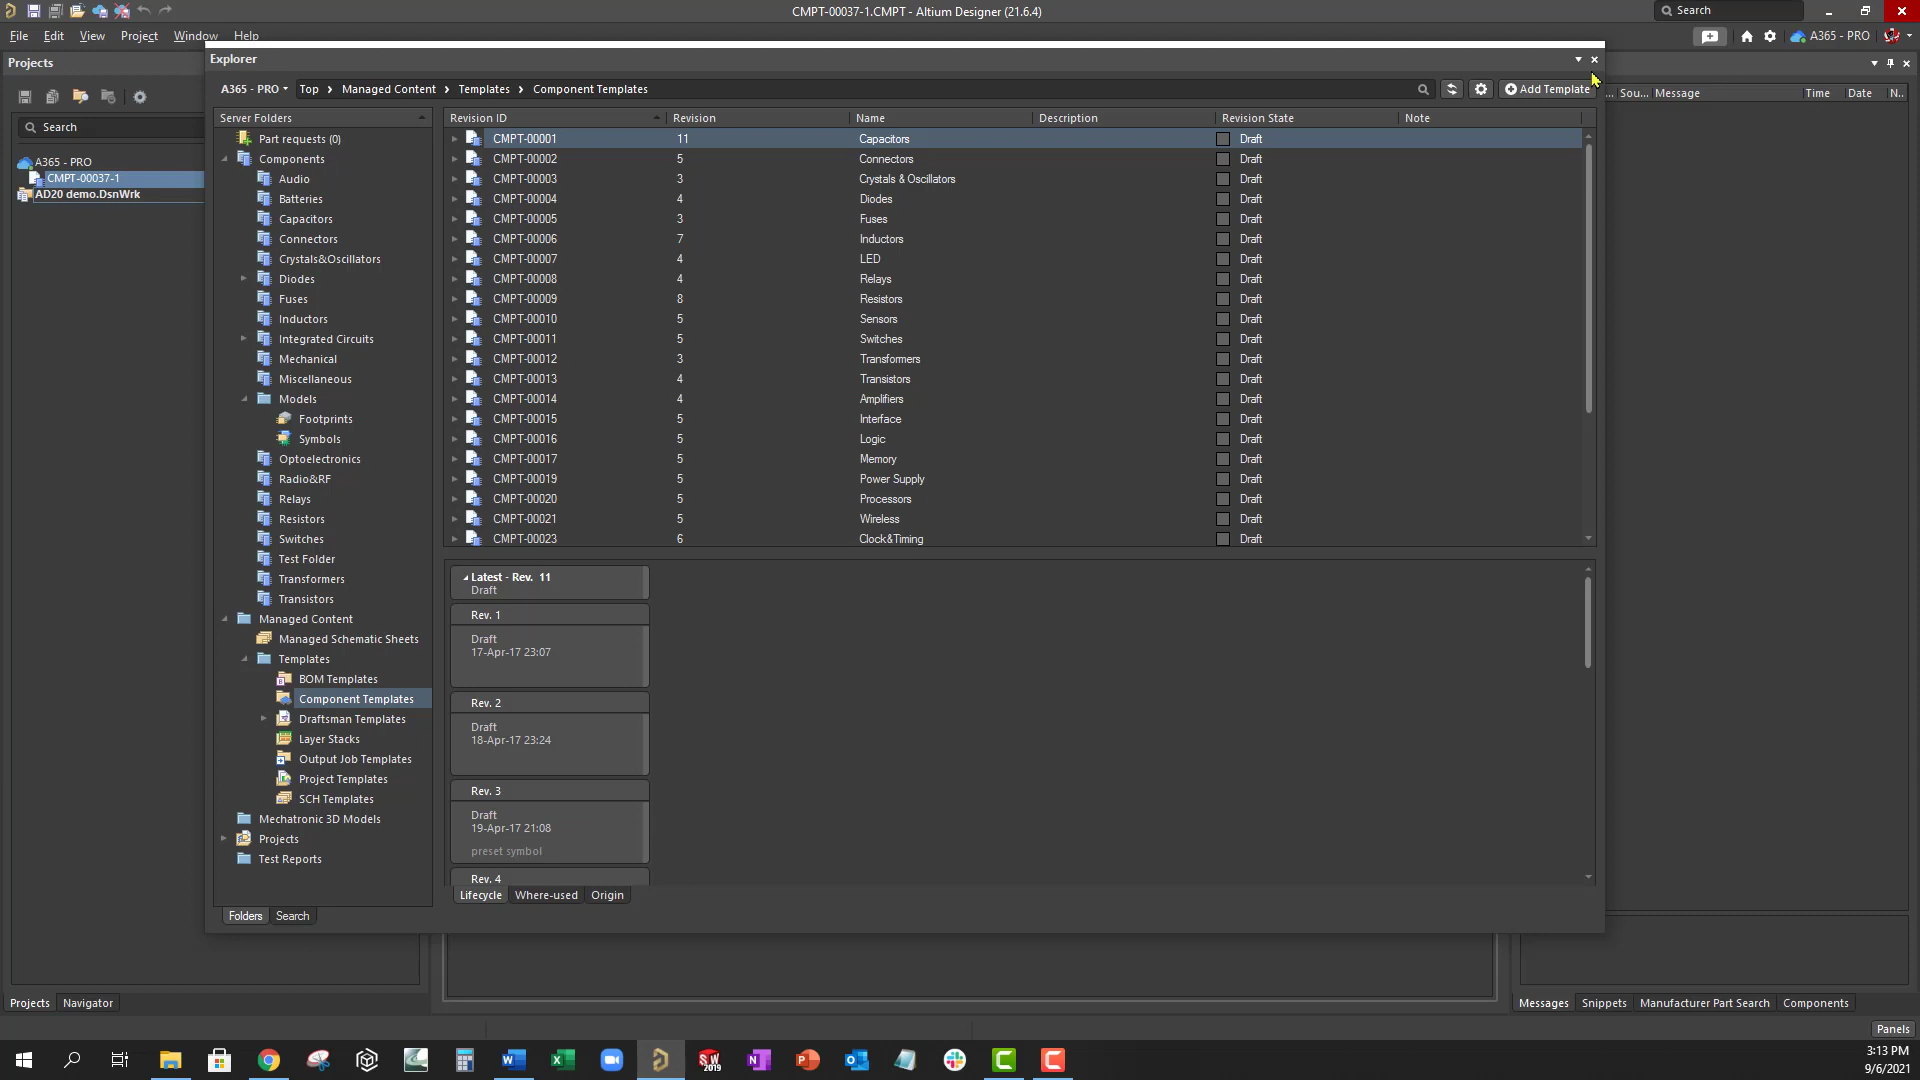 CMPT-00037-1.CMPT - Altium Designer (21.6.4)
Search
File Edit View Project Window Help
A365 - PRO
Projects
Search
A365 - PRO
CMPT-00037-1
AD20 demo.DsnWrk
Explorer
A365 - PRO Top Managed Content Templates Component Templates
Add Template
Server Folders
Part requests (0)
Components
Audio
Batteries
Capacitors
Connectors
Crystals&Oscillators
Diodes
Fuses
Inductors
Integrated Circuits
Mechanical
Miscellaneous
Models
Footprints
Symbols
Optoelectronics
Radio&RF
Relays
Resistors
Switches
Test Folder
Transformers
Transistors
Managed Content
Managed Schematic Sheets
Templates
BOM Templates
Component Templates
Draftsman Templates
Layer Stacks
Output Job Templates
Project Templates
SCH Templates
Mechatronic 3D Models
Projects
Test Reports
Folders Search
Revision ID Revision Name Description Revision State Note
CMPT-00001 11 Capacitors Draft
CMPT-00002 5 Connectors Draft
CMPT-00003 3 Crystals & Oscillators Draft
CMPT-00004 4 Diodes Draft
CMPT-00005 3 Fuses Draft
CMPT-00006 7 Inductors Draft
CMPT-00007 4 LED Draft
CMPT-00008 4 Relays Draft
CMPT-00009 8 Resistors Draft
CMPT-00010 5 Sensors Draft
CMPT-00011 5 Switches Draft
CMPT-00012 3 Transformers Draft
CMPT-00013 4 Transistors Draft
CMPT-00014 4 Amplifiers Draft
CMPT-00015 5 Interface Draft
CMPT-00016 5 Logic Draft
CMPT-00017 5 Memory Draft
CMPT-00019 5 Power Supply Draft
CMPT-00020 5 Processors Draft
CMPT-00021 5 Wireless Draft
CMPT-00023 6 Clock&Timing Draft
Latest - Rev. 11
Draft
Rev. 1
Draft
17-Apr-17 23:07
Rev. 2
Draft
18-Apr-17 23:24
Rev. 3
Draft
19-Apr-17 21:08
preset symbol
Rev. 4
Lifecycle Where-used Origin
... Sou... Message Time Date N..
Projects Navigator
Messages Snippets Manufacturer Part Search Components
Panels
SW
2019
3:13 PM
9/6/2021